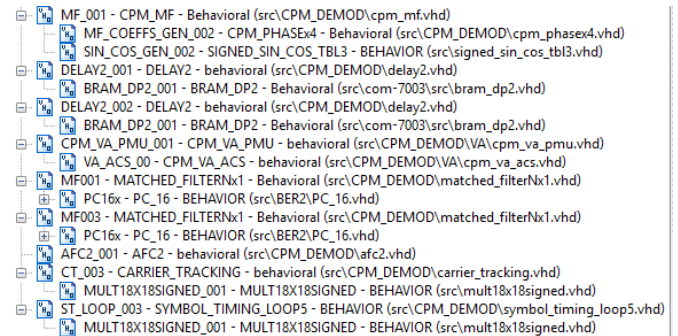 MF_001 - CPM_MF - Behavioral (src\CPM_DEMOD\cpm_mf.vhd)
MF_COEFFS_GEN_002 - CPM_PHASEx4 - Behavioral (src\CPM_DEMOD\cpm_phasex4.vhd)
SIN_COS_GEN_002 - SIGNED_SIN_COS_TBL3 - BEHAVIOR (src\signed_sin_cos_tbl3.vhd)
DELAY2_001 - DELAY2 - behavioral (src\CPM_DEMOD\delay2.vhd)
BRAM_DP2_001 - BRAM_DP2 - Behavioral (src\com-7003\src\bram_dp2.vhd)
DELAY2_002 - DELAY2 - behavioral (src\CPM_DEMOD\delay2.vhd)
BRAM_DP2_001 - BRAM_DP2 - Behavioral (src\com-7003\src\bram_dp2.vhd)
CPM_VA_PMU_001 - CPM_VA_PMU - behavioral (src\CPM_DEMOD\VA\cpm_va_pmu.vhd)
VA_ACS_00 - CPM_VA_ACS - behavioral (src\CPM_DEMOD\VA\cpm_va_acs.vhd)
MF001 - MATCHED_FILTERNx1 - Behavioral (src\CPM_DEMOD\matched_filterNx1.vhd)
PC16x - PC_16 - BEHAVIOR (src\BER2\PC_16.vhd)
MF003 - MATCHED_FILTERNx1 - Behavioral (src\CPM_DEMOD\matched_filterNx1.vhd)
PC16x - PC_16 - BEHAVIOR (src\BER2\PC_16.vhd)
AFC2_001 - AFC2 - behavioral (src\CPM_DEMOD\afc2.vhd)
CT_003 - CARRIER_TRACKING - behavioral (src\CPM_DEMOD\carrier_tracking.vhd)
MULT18X18SIGNED_001 - MULT18X18SIGNED - BEHAVIOR (src\mult18x18signed.vhd)
ST_LOOP_003 - SYMBOL_TIMING_LOOP5 - BEHAVIOR (src\CPM_DEMOD\symbol_timing_loop5.vhd)
MULT18X18SIGNED_001 - MULT18X18SIGNED - BEHAVIOR (src\mult18x18signed.vhd)